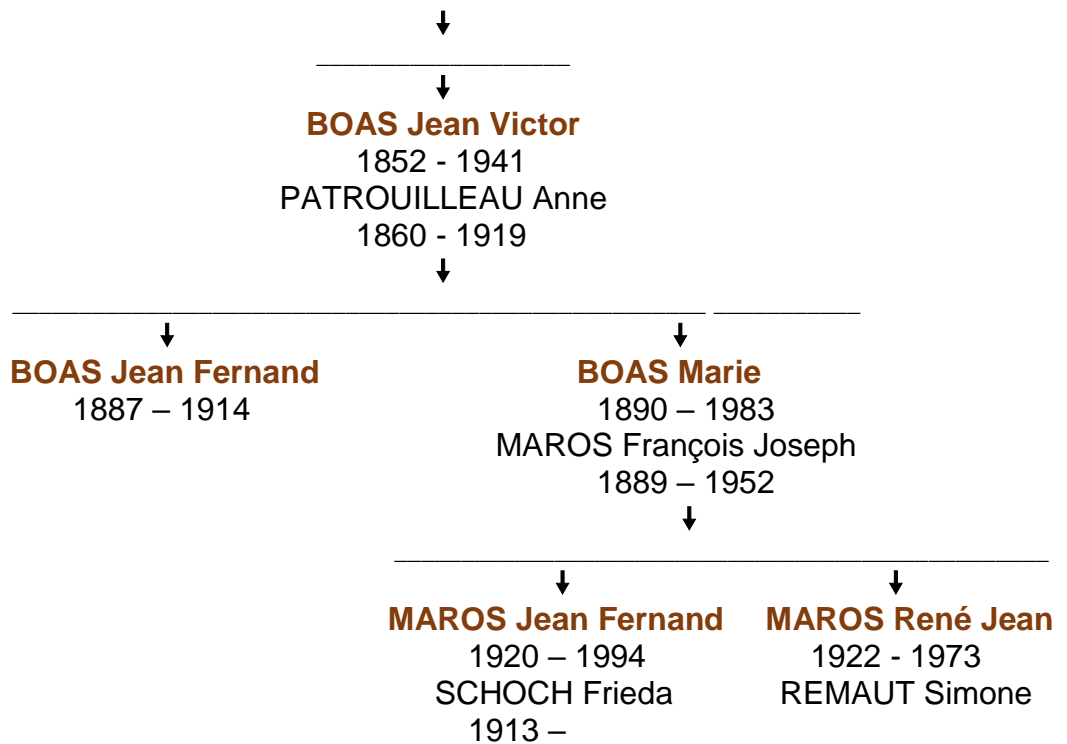 BOAS Jean Victor
1852 - 1941
PATROUILLEAU Anne
1860 - 1919
BOAS Jean Fernand
1887 – 1914
BOAS Marie
1890 – 1983
MAROS François Joseph
1889 – 1952
MAROS Jean Fernand
1920 – 1994
SCHOCH Frieda
1913 –
MAROS René Jean
1922 - 1973
REMAUT Simone